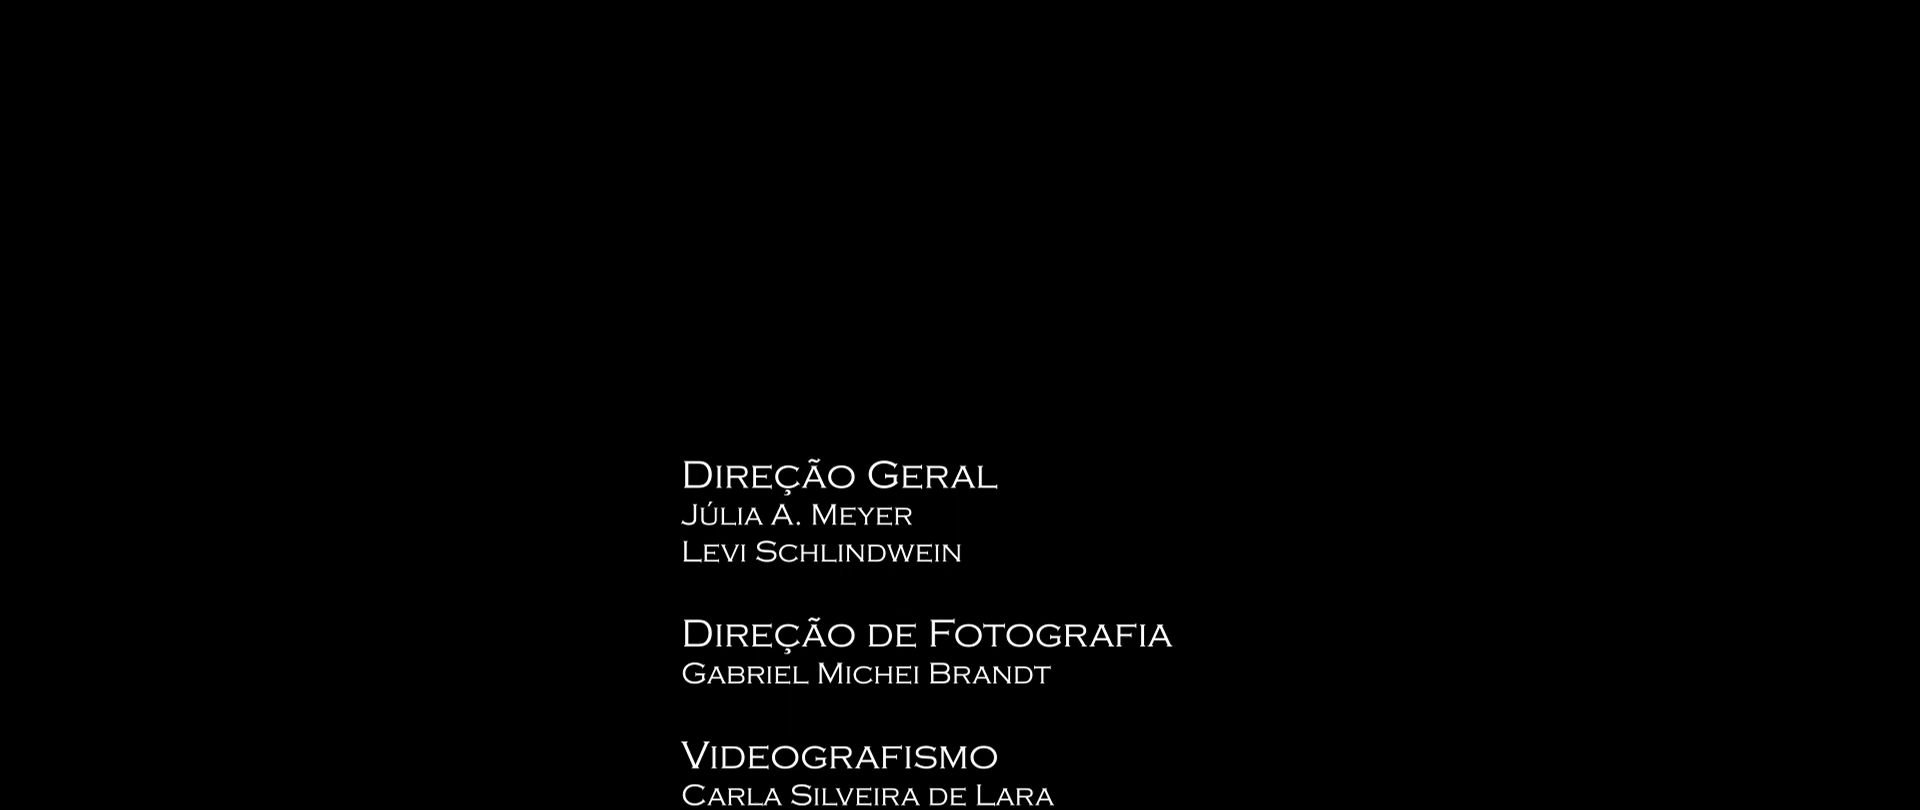 Direção Geral
Júlia A. Meyer
Levi Schlindwein
Direção de Fotografia
Gabriel Michei Brandt
Videografismo
Carla Silveira de Lara